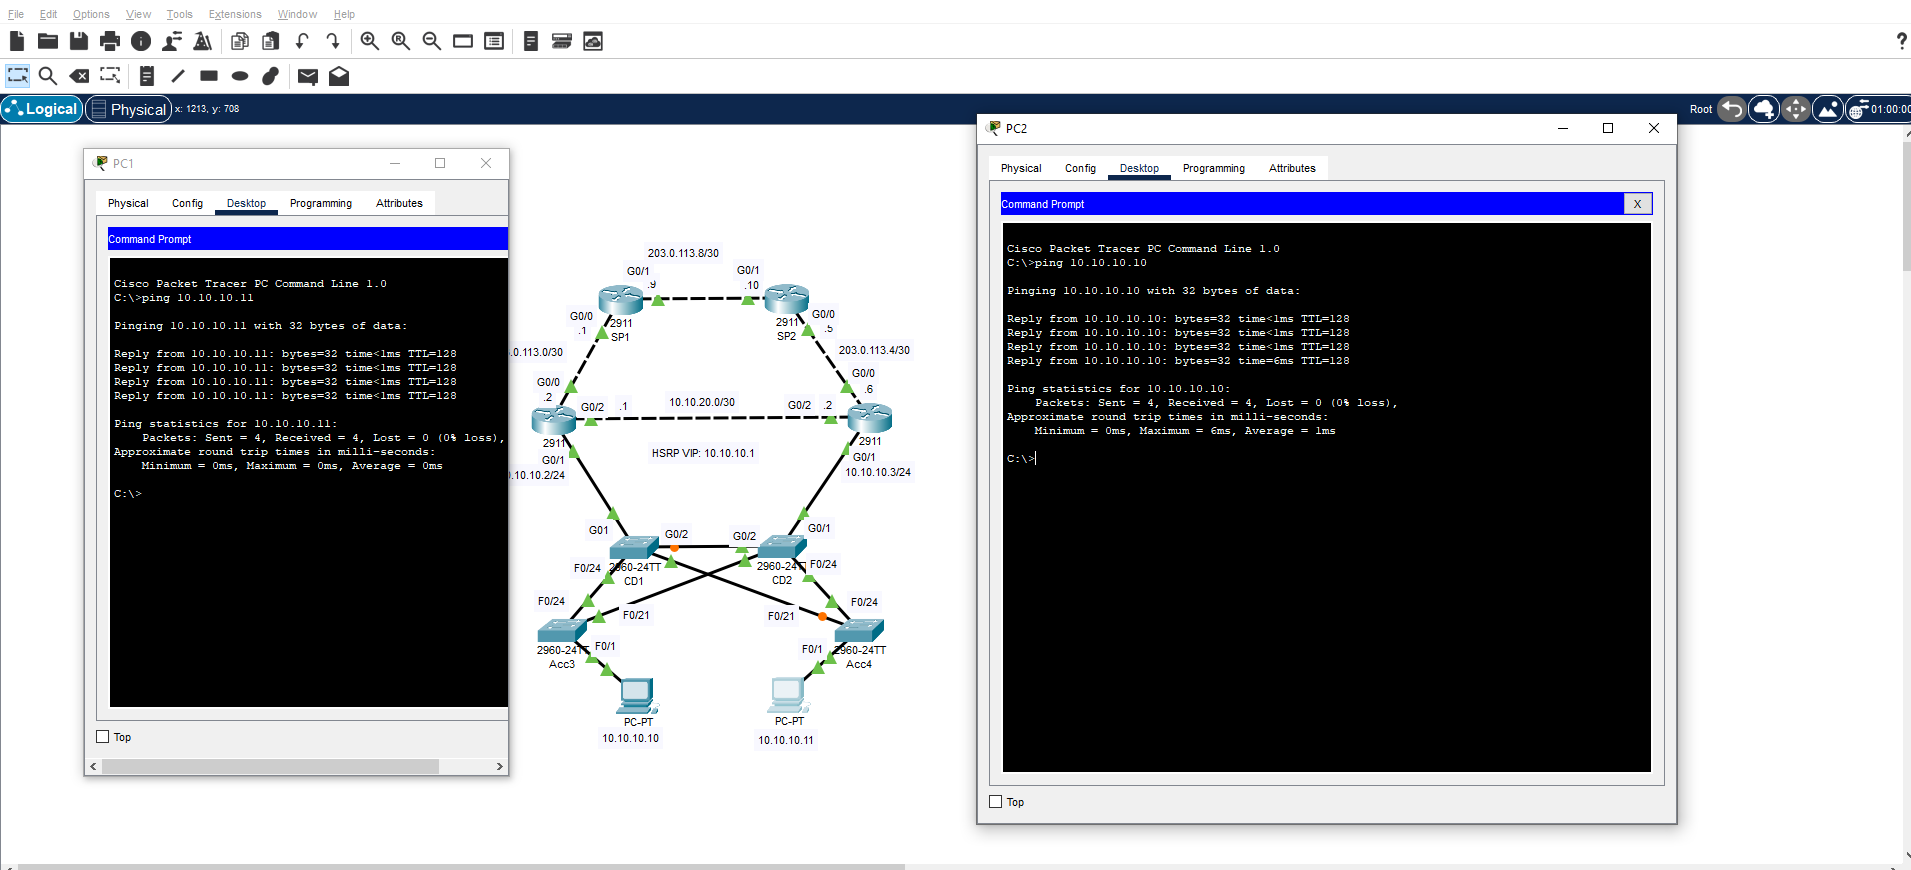 File Edit Options View Tools Extensions Window Help
?
Logical Physical x: 1213, y: 708 Root 01:00:00
PC1
Physical Config Desktop Programming Attributes
Command Prompt
Cisco Packet Tracer PC Command Line 1.0
C:\>ping 10.10.10.11
Pinging 10.10.10.11 with 32 bytes of data:
Reply from 10.10.10.11: bytes=32 time<1ms TTL=128
Reply from 10.10.10.11: bytes=32 time<1ms TTL=128
Reply from 10.10.10.11: bytes=32 time<1ms TTL=128
Reply from 10.10.10.11: bytes=32 time<1ms TTL=128
Ping statistics for 10.10.10.11:
Packets: Sent = 4, Received = 4, Lost = 0 (0% loss),
Approximate round trip times in milli-seconds:
Minimum = 0ms, Maximum = 0ms, Average = 0ms
C:\>
Top
203.0.113.8/30
G0/1 G0/1
.9 .10
G0/0 G0/0
.1 .5
2911 2911
SP1 SP2
.0.113.0/30 203.0.113.4/30
G0/0 G0/0
.2 .6
G0/2 .1 10.10.20.0/30 G0/2 .2
2911 2911
G0/1 HSRP VIP: 10.10.10.1 G0/1
.10.10.2/24 10.10.10.3/24
G01 G0/2 G0/2 G0/1
F0/24 2960-24TT 2960-24TT F0/24
CD1 CD2
F0/24 F0/24
F0/21 F0/21
F0/1 F0/1
2960-24TT 2960-24TT
Acc3 Acc4
PC-PT PC-PT
10.10.10.10 10.10.10.11
PC2
Physical Config Desktop Programming Attributes
Command Prompt X
Cisco Packet Tracer PC Command Line 1.0
C:\>ping 10.10.10.10
Pinging 10.10.10.10 with 32 bytes of data:
Reply from 10.10.10.10: bytes=32 time<1ms TTL=128
Reply from 10.10.10.10: bytes=32 time<1ms TTL=128
Reply from 10.10.10.10: bytes=32 time<1ms TTL=128
Reply from 10.10.10.10: bytes=32 time=6ms TTL=128
Ping statistics for 10.10.10.10:
Packets: Sent = 4, Received = 4, Lost = 0 (0% loss),
Approximate round trip times in milli-seconds:
Minimum = 0ms, Maximum = 6ms, Average = 1ms
C:\>
Top